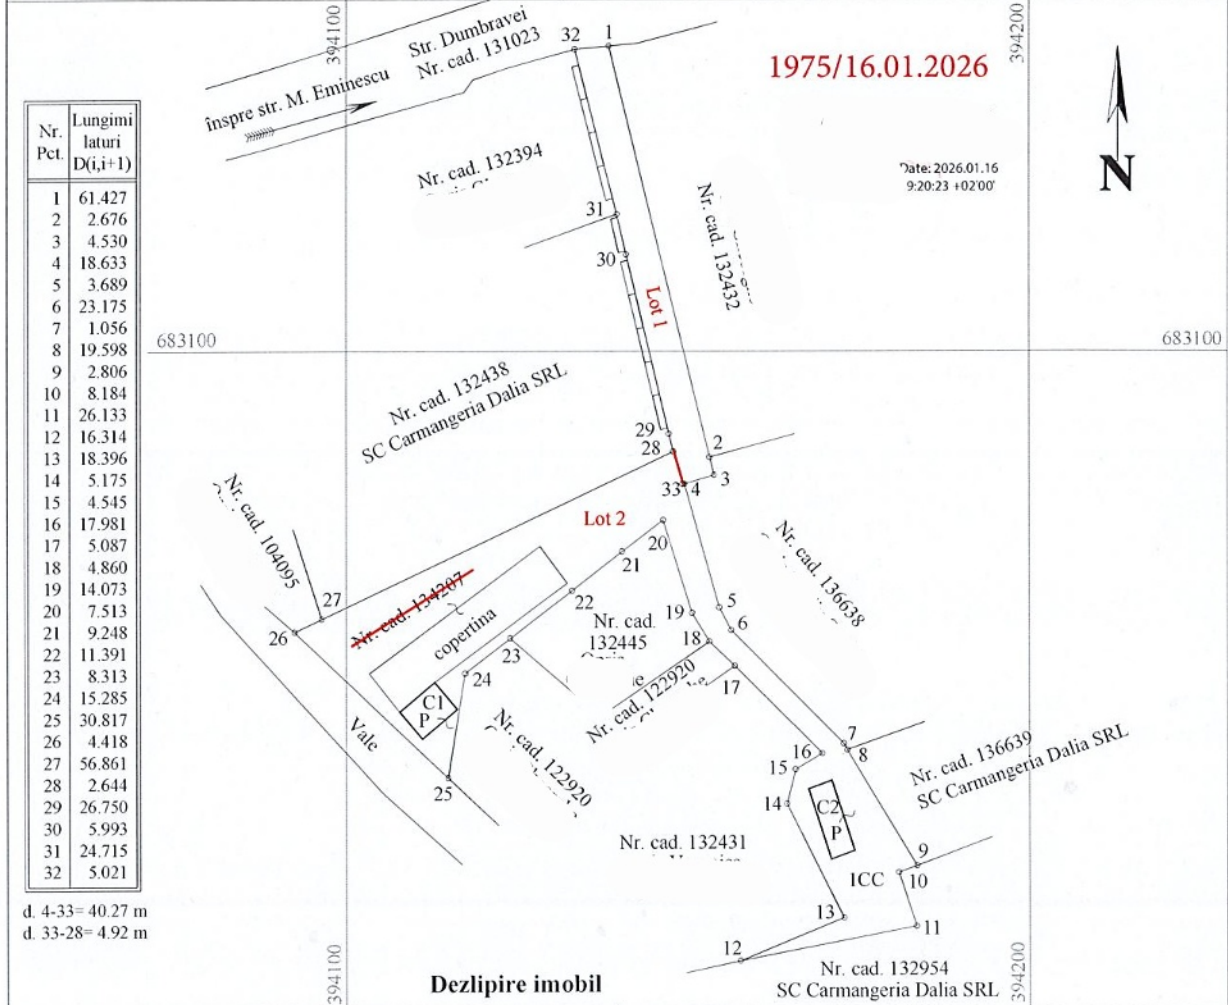 394100
394200
Str. Dumbravei
Nr. cad. 131023
înspre str. M. Eminescu
1975/16.01.2026
Date: 2026.01.16
9:20:23 +02'00'
N
Nr. Pct. Lungimi laturi D(i,i+1)
1 61.427
2 2.676
3 4.530
4 18.633
5 3.689
6 23.175
7 1.056
8 19.598
9 2.806
10 8.184
11 26.133
12 16.314
13 18.396
14 5.175
15 4.545
16 17.981
17 5.087
18 4.860
19 14.073
20 7.513
21 9.248
22 11.391
23 8.313
24 15.285
25 30.817
26 4.418
27 56.861
28 2.644
29 26.750
30 5.993
31 24.715
32 5.021
d. 4-33= 40.27 m
d. 33-28= 4.92 m
32
1
Nr. cad. 132394
31
30
Nr. cad. 132432
Lot 1
683100
683100
Nr. cad. 132438
SC Carmangeria Dalia SRL
29
28
2
3
33
4
Lot 2
20
21
22
Nr. cad. 104095
27
26
Nr. cad. 134207
copertina
23
24
C1
P
Vale
25
Nr. cad.
132445
19
18
5
6
17
Nr. cad. 136638
Nr. cad. 122920
Nr. cad. 122920
7
8
16
15
14
C2
P
Nr. cad. 136639
SC Carmangeria Dalia SRL
Nr. cad. 132431
9
ICC
10
13
11
12
Nr. cad. 132954
SC Carmangeria Dalia SRL
Dezlipire imobil
394100
394200